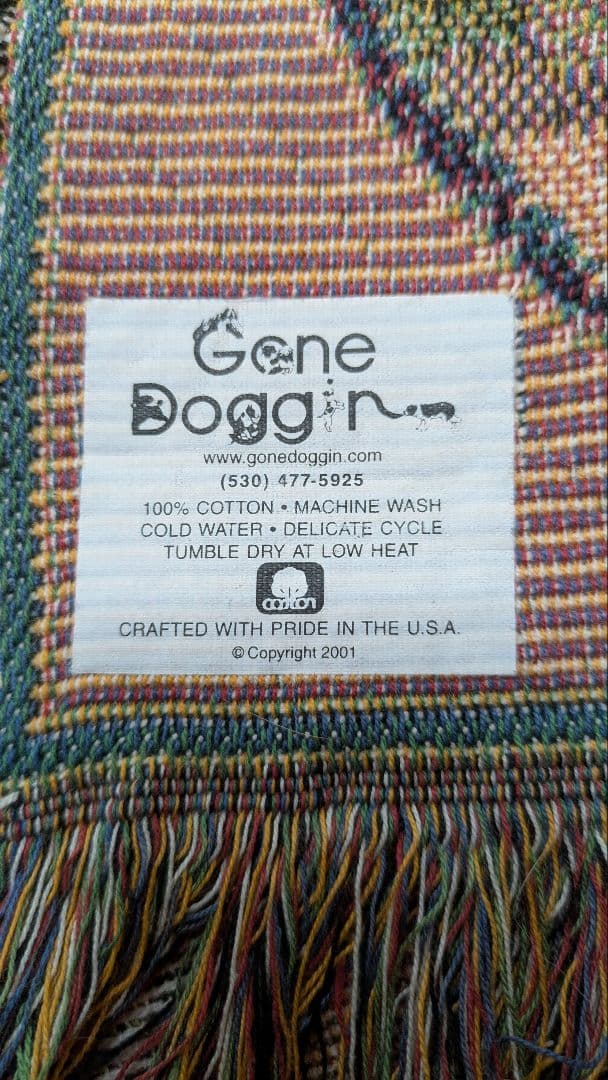 Gone
Doggin
www.gonedoggin.com
(530) 477-5925
100% COTTON • MACHINE WASH
COLD WATER • DELICATE CYCLE
TUMBLE DRY AT LOW HEAT
cotton
CRAFTED WITH PRIDE IN THE U.S.A.
© Copyright 2001